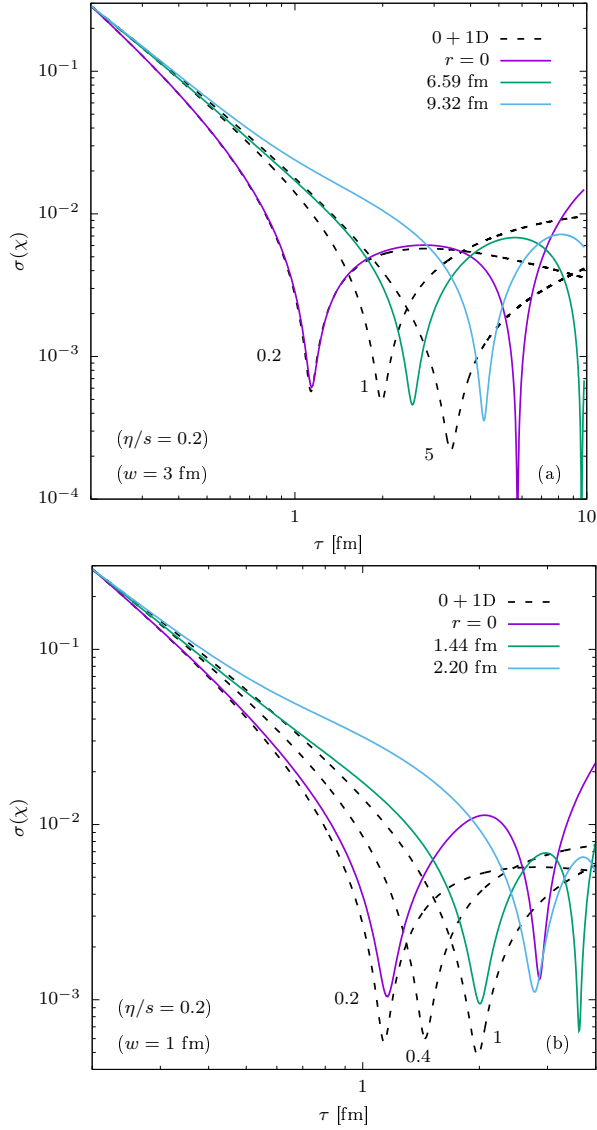 0 + 1D
r = 0
6.59 fm
9.32 fm
10⁻¹
10⁻²
10⁻³
10⁻⁴
σ(χ)
0.2
1
5
(η/s = 0.2)
(w = 3 fm)
(a)
1
10
τ [fm]
0 + 1D
r = 0
1.44 fm
2.20 fm
10⁻¹
10⁻²
10⁻³
σ(χ)
0.2
0.4
1
(η/s = 0.2)
(w = 1 fm)
(b)
1
τ [fm]